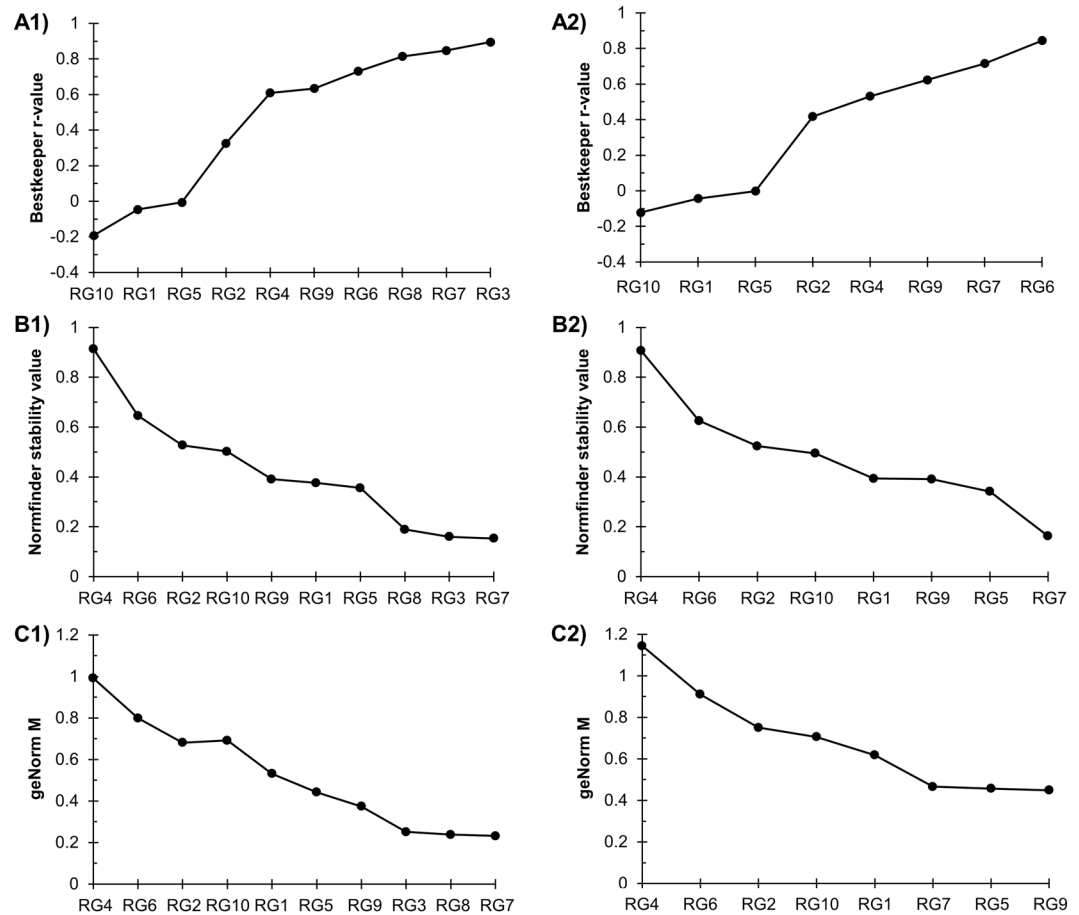 A1)
Bestkeeper r-value
1
0.8
0.6
0.4
0.2
0
-0.2
-0.4
RG10 RG1 RG5 RG2 RG4 RG9 RG6 RG8 RG7 RG3
A2)
Bestkeeper r-value
1
0.8
0.6
0.4
0.2
0
-0.2
-0.4
RG10 RG1 RG5 RG2 RG4 RG9 RG7 RG6
B1)
Normfinder stability value
1
0.8
0.6
0.4
0.2
0
RG4 RG6 RG2 RG10 RG9 RG1 RG5 RG8 RG3 RG7
B2)
Normfinder stability value
1
0.8
0.6
0.4
0.2
0
RG4 RG6 RG2 RG10 RG1 RG9 RG5 RG7
C1)
geNorm M
1.2
1
0.8
0.6
0.4
0.2
0
RG4 RG6 RG2 RG10 RG1 RG5 RG9 RG3 RG8 RG7
C2)
geNorm M
1.2
1
0.8
0.6
0.4
0.2
0
RG4 RG6 RG2 RG10 RG1 RG7 RG5 RG9